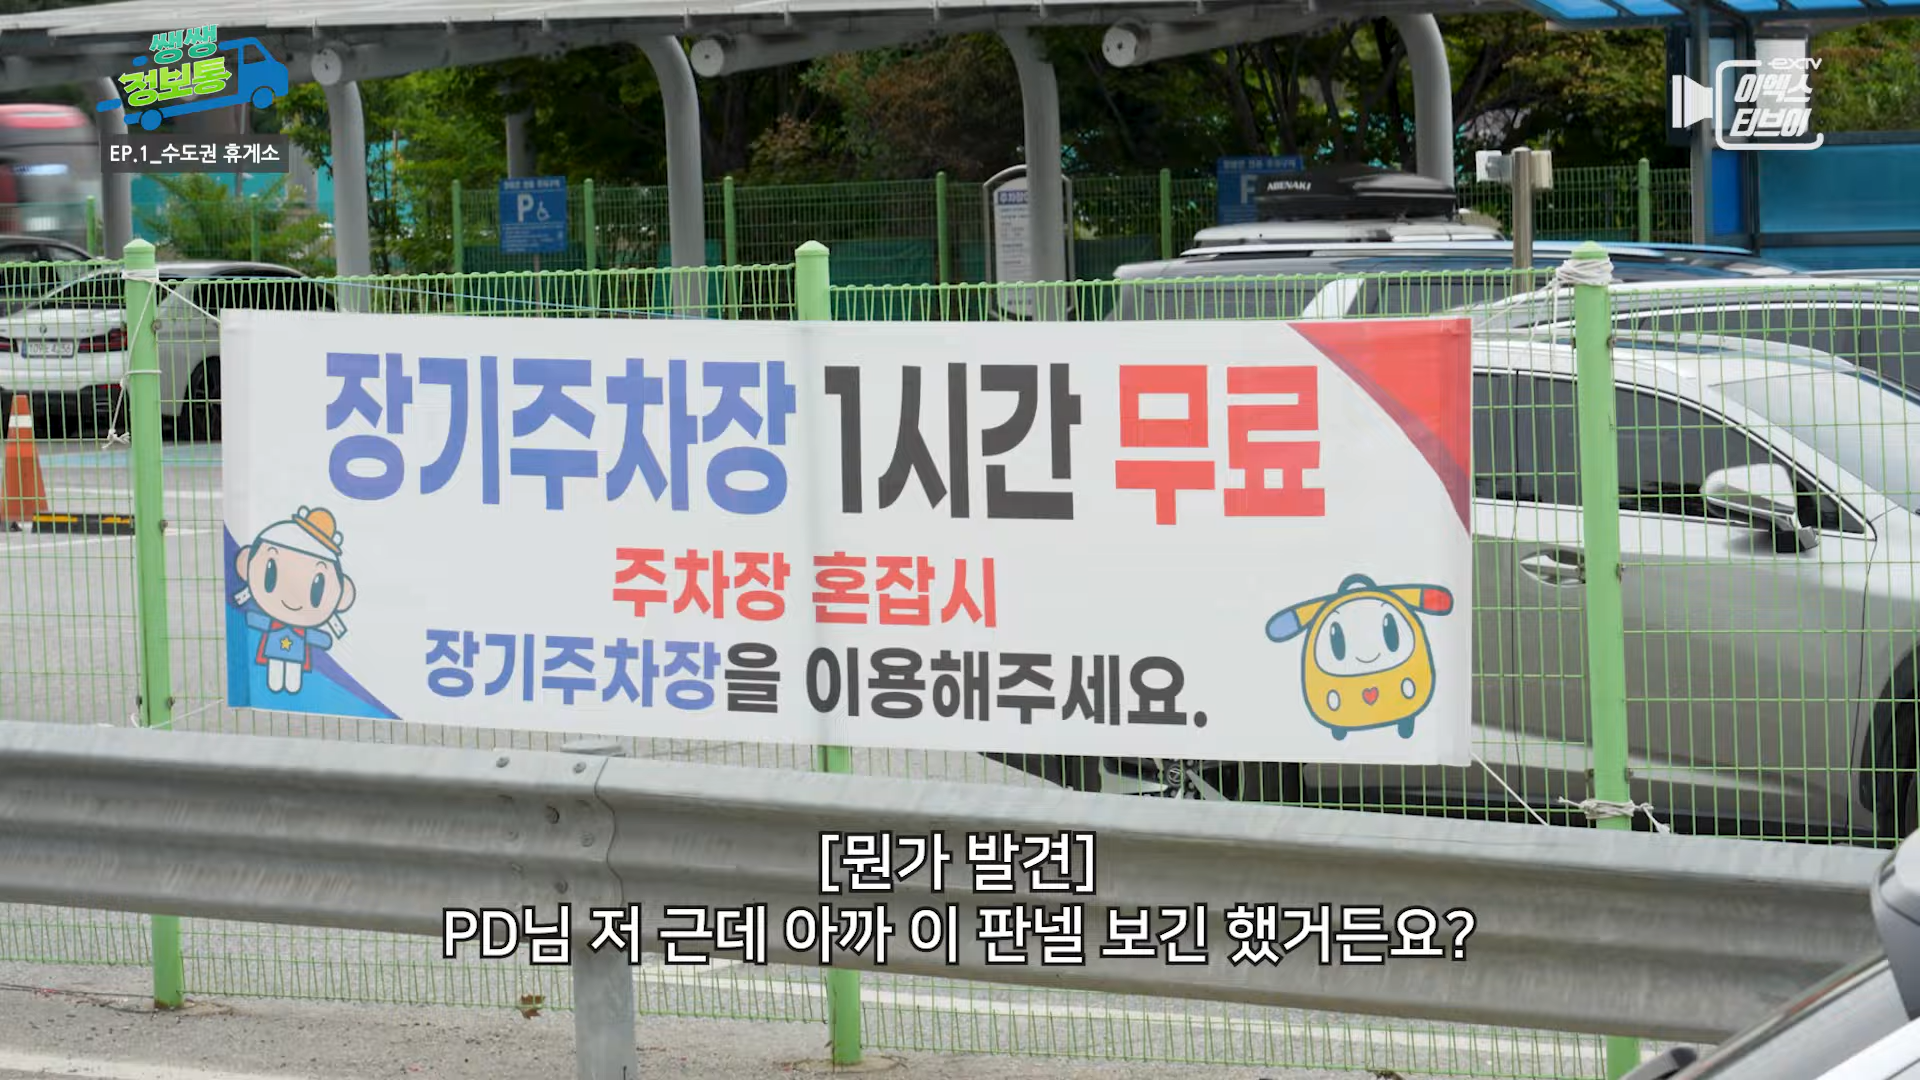 쌩쌩
정보통
EP.1_수도권 휴게소
exTV
이엑스
티브이
P
장기주차장 1시간 무료
주차장 혼잡시
장기주차장을 이용해주세요.
[뭔가 발견]
PD님 저 근데 아까 이 판넬 보긴 했거든요?